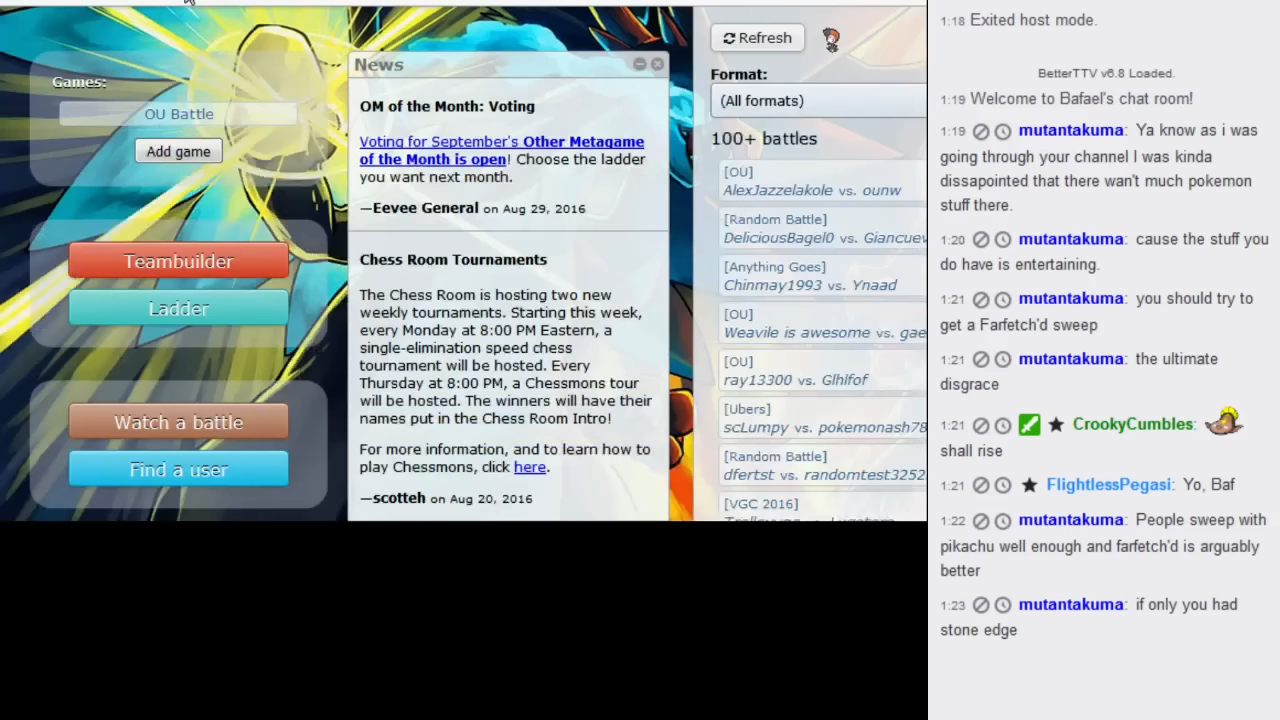 Games:
OU Battle
Add game
Teambuilder
Ladder
Watch a battle
Find a user
News
OM of the Month: Voting
Voting for September's Other Metagame
of the Month is open! Choose the ladder
you want next month.
—Eevee General on Aug 29, 2016
Chess Room Tournaments
The Chess Room is hosting two new
weekly tournaments. Starting this week,
every Monday at 8:00 PM Eastern, a
single-elimination speed chess
tournament will be hosted. Every
Thursday at 8:00 PM, a Chessmons tour
will be hosted. The winners will have their
names put in the Chess Room Intro!
For more information, and to learn how to
play Chessmons, click here.
—scotteh on Aug 20, 2016
Refresh
Format:
(All formats)
100+ battles
[OU]
AlexJazzelakole vs. ounw
[Random Battle]
DeliciousBagel0 vs. Giancuev
[Anything Goes]
Chinmay1993 vs. Ynaad
[OU]
Weavile is awesome vs. gae
[OU]
ray13300 vs. Glhlfof
[Ubers]
scLumpy vs. pokemonash78
[Random Battle]
dfertst vs. randomtest3252
[VGC 2016]
1:18 Exited host mode.
BetterTTV v6.8 Loaded.
1:19 Welcome to Bafael's chat room!
1:19 mutantakuma: Ya know as i was
going through your channel I was kinda
dissapointed that there wan't much pokemon
stuff there.
1:20 mutantakuma: cause the stuff you
do have is entertaining.
1:21 mutantakuma: you should try to
get a Farfetch'd sweep
1:21 mutantakuma: the ultimate
disgrace
1:21 CrookyCumbles:
shall rise
1:21 FlightlessPegasi: Yo, Baf
1:22 mutantakuma: People sweep with
pikachu well enough and farfetch'd is arguably
better
1:23 mutantakuma: if only you had
stone edge